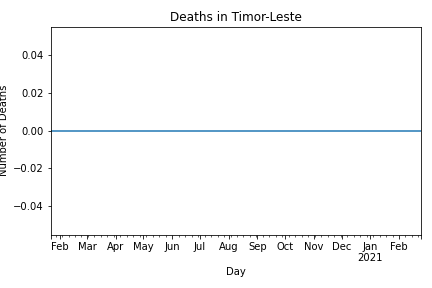 Deaths in Timor-Leste
0.04
0.02
0.00
−0.02
−0.04
Number of Deaths
Feb Mar Apr May Jun Jul Aug Sep Oct Nov Dec Jan Feb
2021
Day